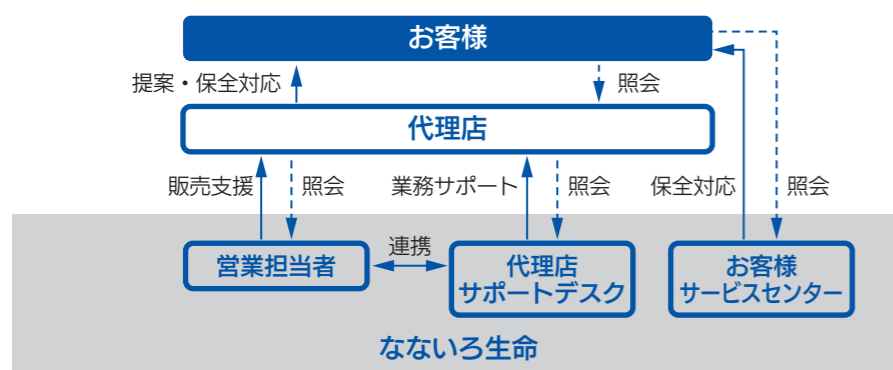 お客様
提案・保全対応
照会
代理店
販売支援
照会
業務サポート
照会
保全対応
照会
営業担当者
連携
代理店
サポートデスク
お客様
サービスセンター
なないろ生命